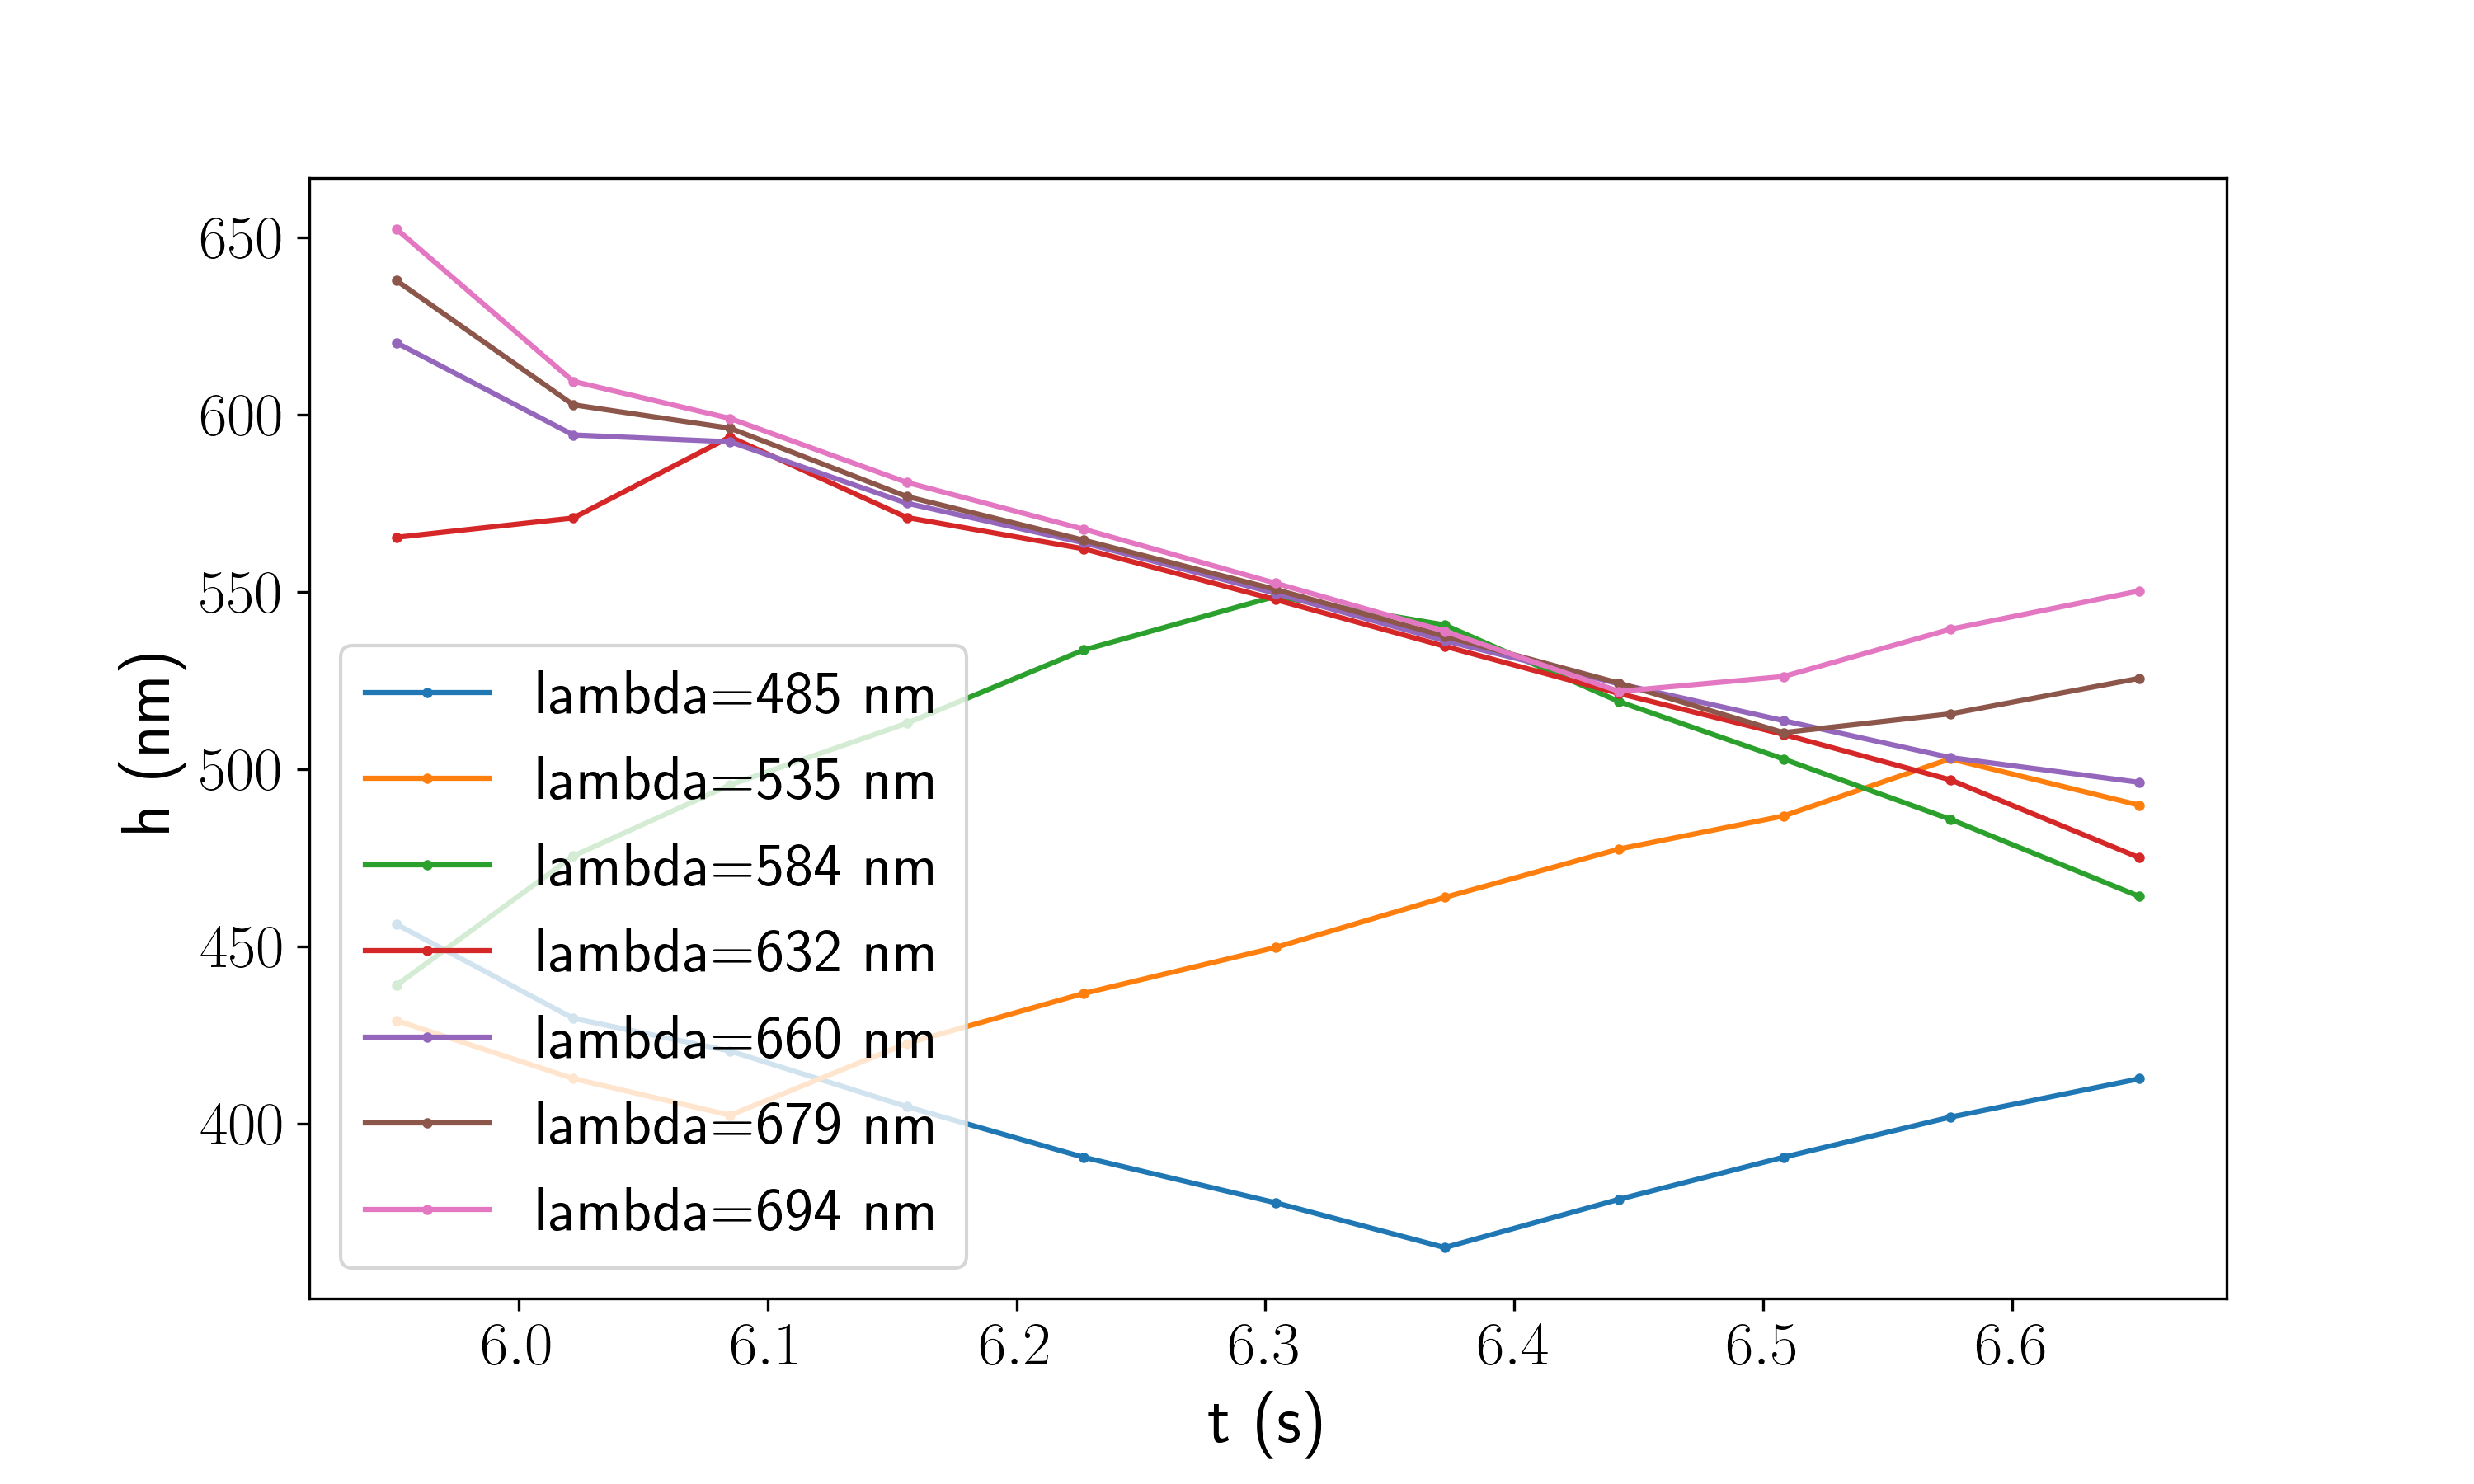 650
600
550
500
450
400
h (nm)
lambda=485 nm
lambda=535 nm
lambda=584 nm
lambda=632 nm
lambda=660 nm
lambda=679 nm
lambda=694 nm
6.0 6.1 6.2 6.3 6.4 6.5 6.6
t (s)